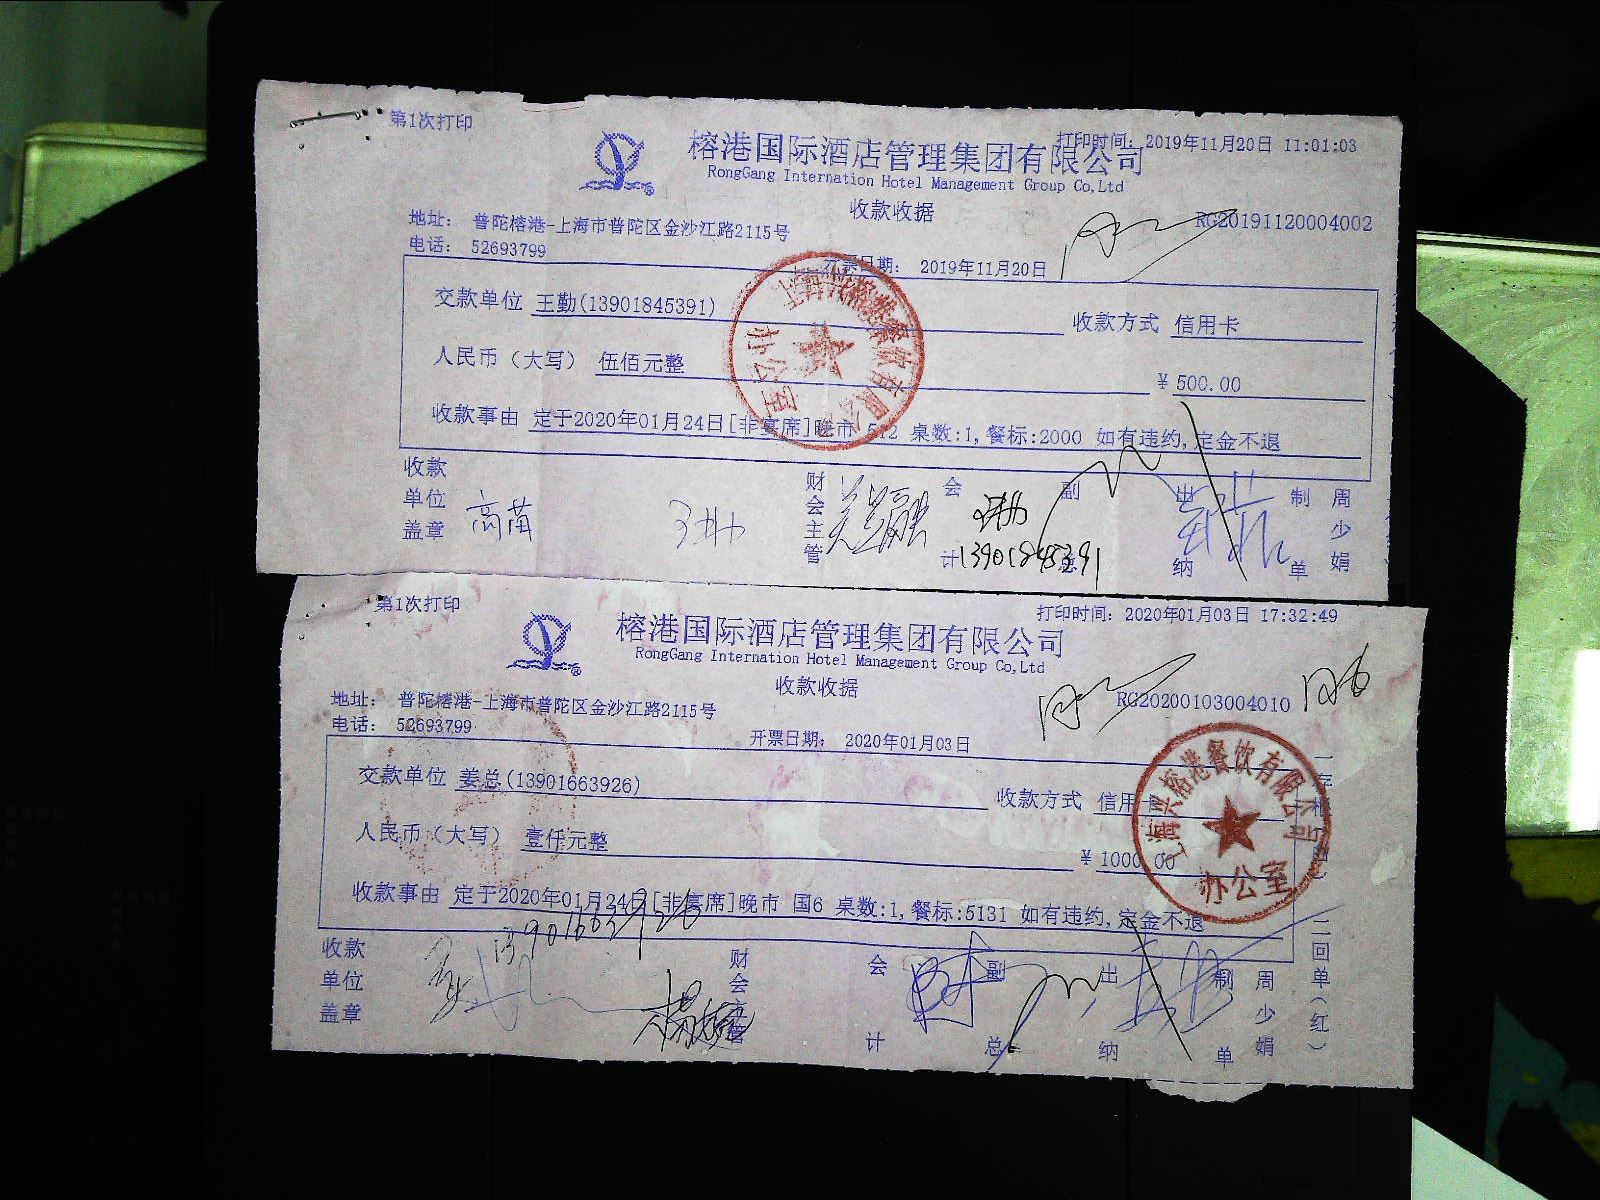 第1次打印
打印时间: 2019年11月20日 11:01:03
榕港国际酒店管理集团有限公司
RongGang Internation Hotel Management Group Co,Ltd
收款收据
RG20191120004002
地址: 普陀榕港-上海市普陀区金沙江路2115号
电话: 52693799
开票日期: 2019年11月20日
交款单位 王勤(13901845391) 收款方式 信用卡
人民币（大写） 伍佰元整 ¥ 500.00
收款事由 定于2020年01月24日[非宴席]晚市 512 桌数:1,餐标:2000 如有违约,定金不退
收款单位盖章 财会主管 会计 副总 出纳 制单 周少娟
13901845391
办公室
第1次打印
打印时间: 2020年01月03日 17:32:49
榕港国际酒店管理集团有限公司
RongGang Internation Hotel Management Group Co,Ltd
收款收据
RG20200103004010
地址: 普陀榕港-上海市普陀区金沙江路2115号
电话: 52693799
开票日期: 2020年01月03日
交款单位 姜总(13901663926) 收款方式 信用
人民币（大写） 壹仟元整 ¥ 1000.00
收款事由 定于2020年01月24日[非宴席]晚市 国6 桌数:1,餐标:5131 如有违约,定金不退
13901663926
收款单位盖章 财会主管 会计 副总 出纳 制单 周少娟
二回单(红)
上海兴榕港餐饮有限公司
办公室